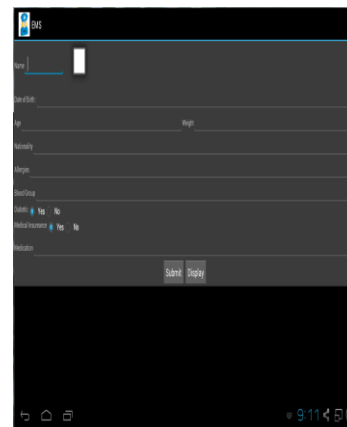 EMS
Name
Date of Birth:
Age Weight
Nationality
Allergies
Blood Group
Diabetic Yes No
Medical Insurance Yes No
Medication
Submit Display
9:11